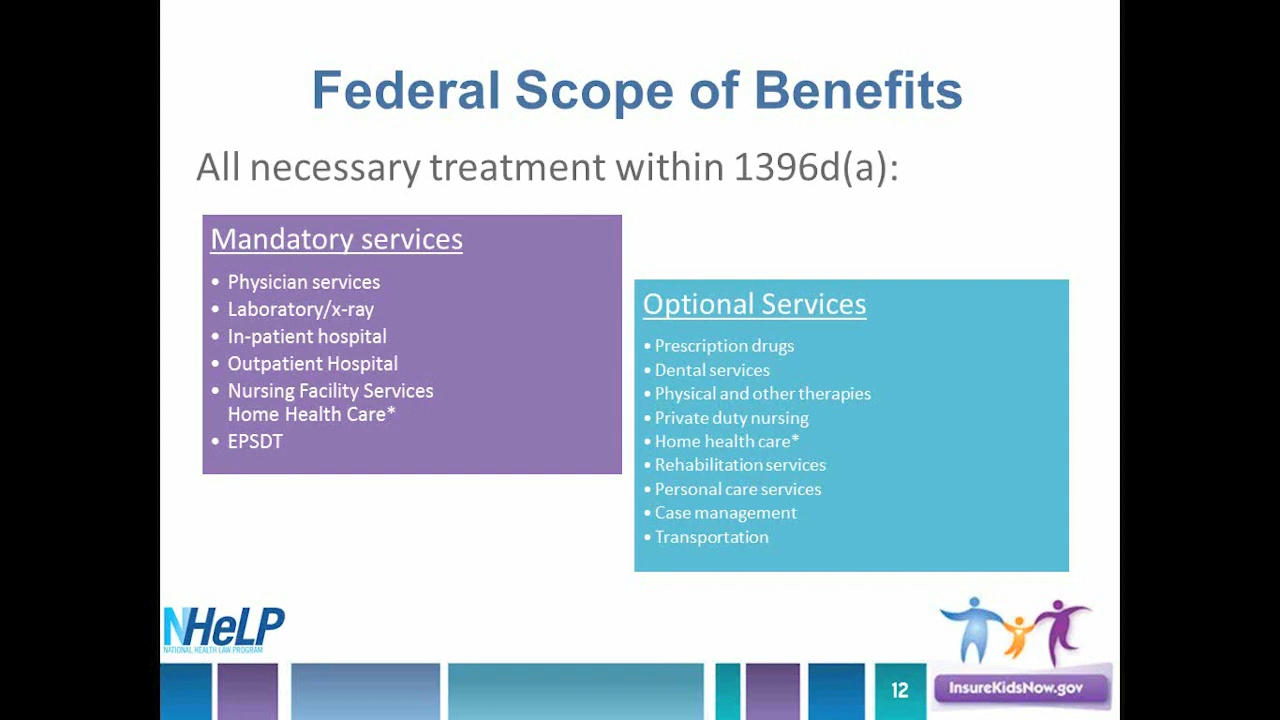 Federal Scope of Benefits
All necessary treatment within 1396d(a):
Mandatory services
• Physician services
• Laboratory/x-ray
• In-patient hospital
• Outpatient Hospital
• Nursing Facility Services
Home Health Care*
• EPSDT
Optional Services
• Prescription drugs
• Dental services
• Physical and other therapies
• Private duty nursing
• Home health care*
• Rehabilitation services
• Personal care services
• Case management
• Transportation
NHeLP
NATIONAL HEALTH LAW PROGRAM
12
InsureKidsNow.gov